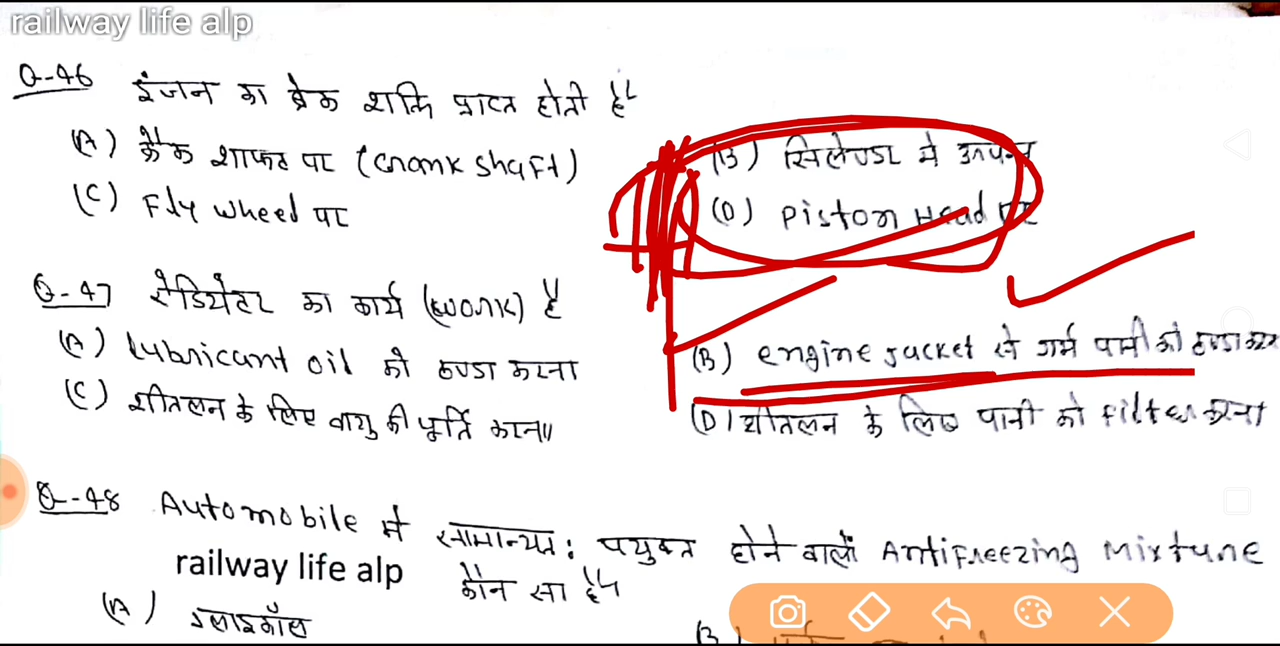 railway life alp
Q-46 इंजन का ब्रेक शक्ति प्राप्त होती है
(A) क्रैंक शाफ्ट पर (Crank shaft)
(B) सिलेण्डर में उत्पन्न
(C) Fly wheel पर
(D) Piston Head पर
Q-47 रेडियेटर का कार्य (work) है
(A) Lubricant oil को ठण्डा करना
(B) engine Jacket से गर्म पानी को ठण्डा करना
(C) शीतलन के लिए वायु की पूर्ति करना॥
(D) शीतलन के लिए पानी को filter करना
Q-48 Automobile में सामान्यत: प्रयुक्त होने वाला Antifreezing Mixture
railway life alp
कौन सा है
(A) ग्लाइकॉल
(B)